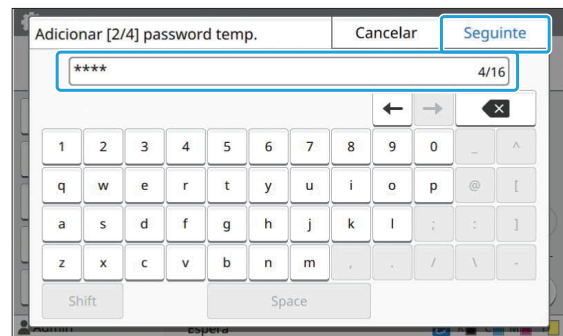 Adicionar [2/4] password temp. Cancelar Seguinte
**** 4/16
← →
1 2 3 4 5 6 7 8 9 0 _ ^
q w e r t y u i o p @ [
a s d f g h j k l ; : ]
z x c v b n m , . / \ -
Shift Space
Admin Espera